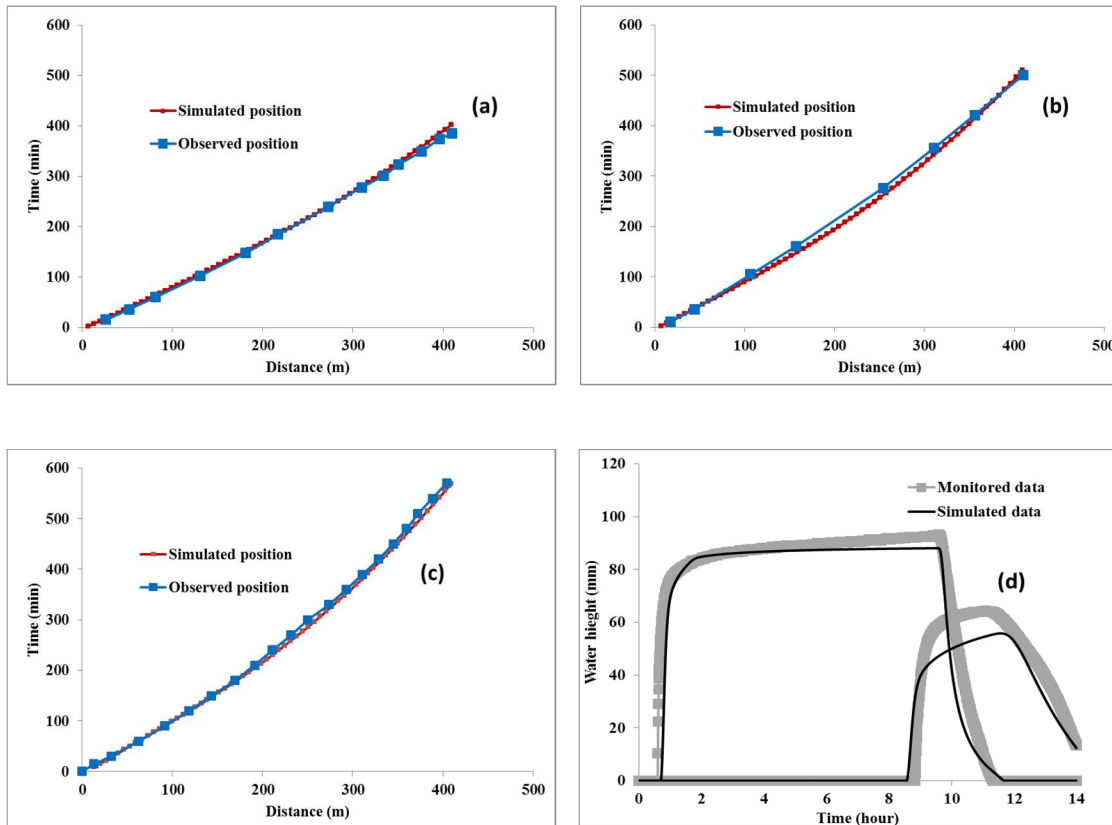 600
500
400
300
200
100
0
0 100 200 300 400 500
Time (min)
Distance (m)
Simulated position
Observed position
(a)
600
500
400
300
200
100
0
0 100 200 300 400 500
Time (min)
Distance (m)
Simulated position
Observed position
(b)
600
500
400
300
200
100
0
0 100 200 300 400 500
Time (min)
Distance (m)
Simulated position
Observed position
(c)
120
100
80
60
40
20
0
0 2 4 6 8 10 12 14
Water hieght (mm)
Time (hour)
Monitored data
Simulated data
(d)